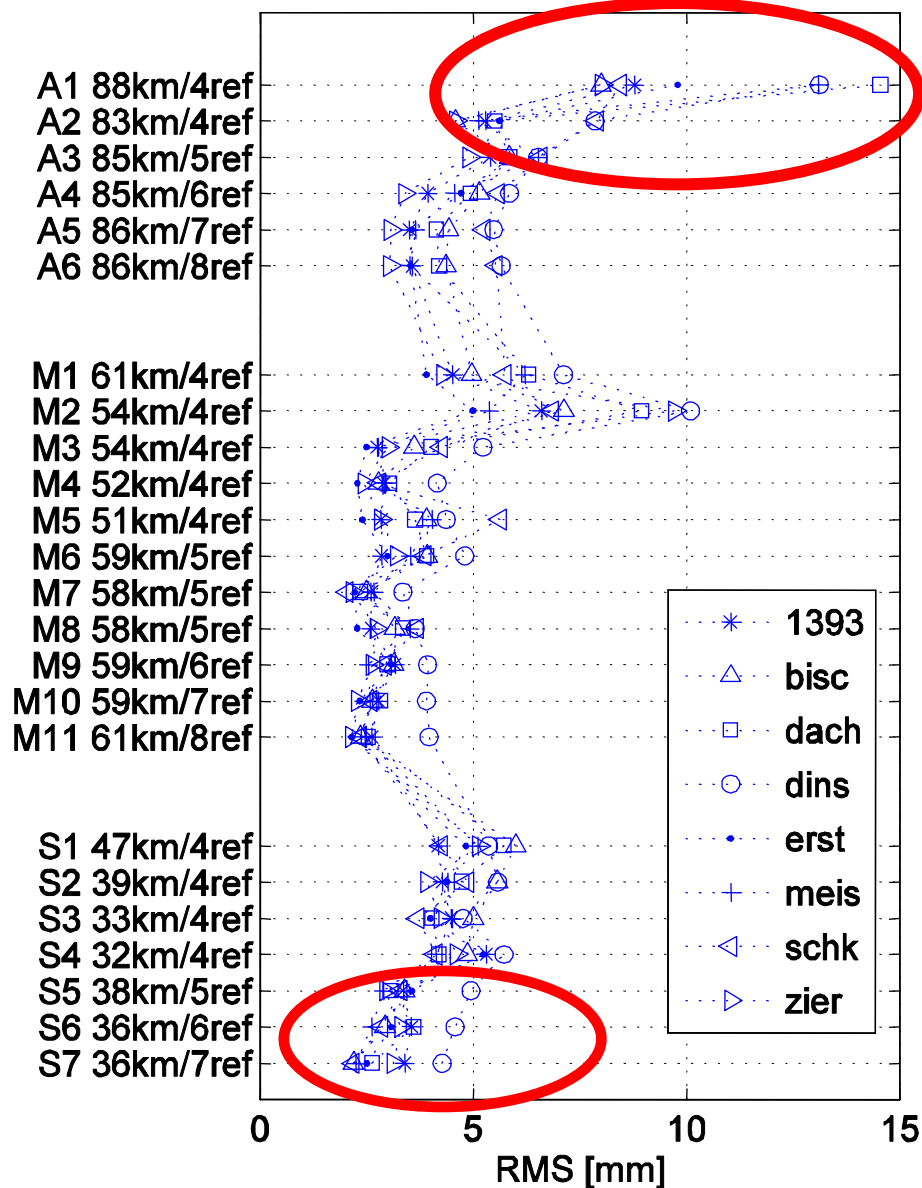 A1 88km/4ref
A2 83km/4ref
A3 85km/5ref
A4 85km/6ref
A5 86km/7ref
A6 86km/8ref
M1 61km/4ref
M2 54km/4ref
M3 54km/4ref
M4 52km/4ref
M5 51km/4ref
M6 59km/5ref
M7 58km/5ref
M8 58km/5ref
M9 59km/6ref
M10 59km/7ref
M11 61km/8ref
S1 47km/4ref
S2 39km/4ref
S3 33km/4ref
S4 32km/4ref
S5 38km/5ref
S6 36km/6ref
S7 36km/7ref
1393
bisc
dach
dins
erst
meis
schk
zier
0 5 10 15
RMS [mm]